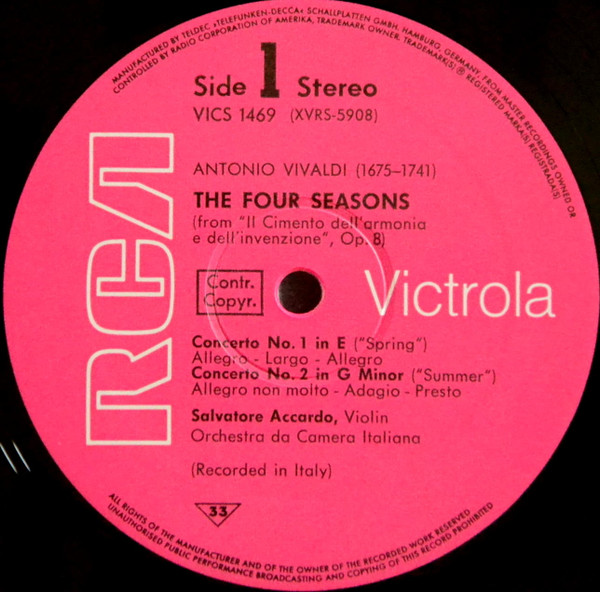 MANUFACTURED BY TELDEC »TELEFUNKEN-DECCA« SCHALLPLATTEN GMBH, HAMBURG, GERMANY, FROM MASTER RECORDINGS OWNED OR
CONTROLLED BY RADIO CORPORATION OF AMERICA, TRADEMARK OWNER. TRADEMARK(S) ® REGISTERED MARKA(S) REGISTRADA(S)
Side 1 Stereo
VICS 1469 (XVRS-5908)
ANTONIO VIVALDI (1675-1741)
THE FOUR SEASONS
(from "Il Cimento dell'armonia
e dell'invenzione", Op. 8)
RCA
Contr.
Copyr.
Victrola
Concerto No. 1 in E ("Spring")
Allegro - Largo - Allegro
Concerto No. 2 in G Minor ("Summer")
Allegro non molto - Adagio - Presto
Salvatore Accardo, Violin
Orchestra da Camera Italiana
(Recorded in Italy)
33
ALL RIGHTS OF THE MANUFACTURER AND OF THE OWNER OF THE RECORDED WORK RESERVED
UNAUTHORISED PUBLIC PERFORMANCE BROADCASTING AND COPYING OF THIS RECORD PROHIBITED